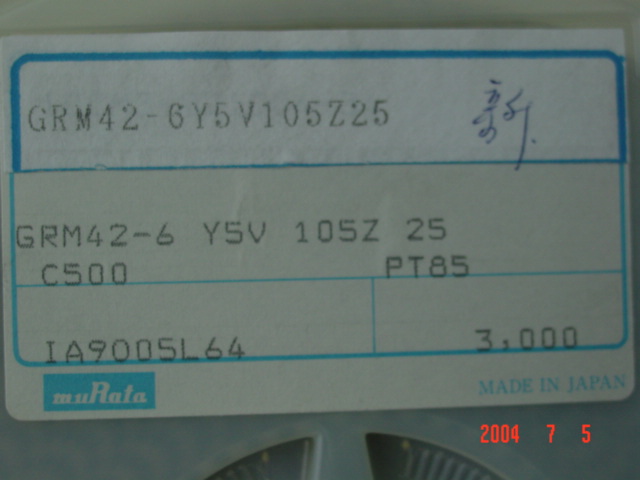 GRM42-6Y5V105Z25
GRM42-6 Y5V 105Z 25
C500 PT85
IA9005L64 3,000
muRata MADE IN JAPAN
2004 7 5